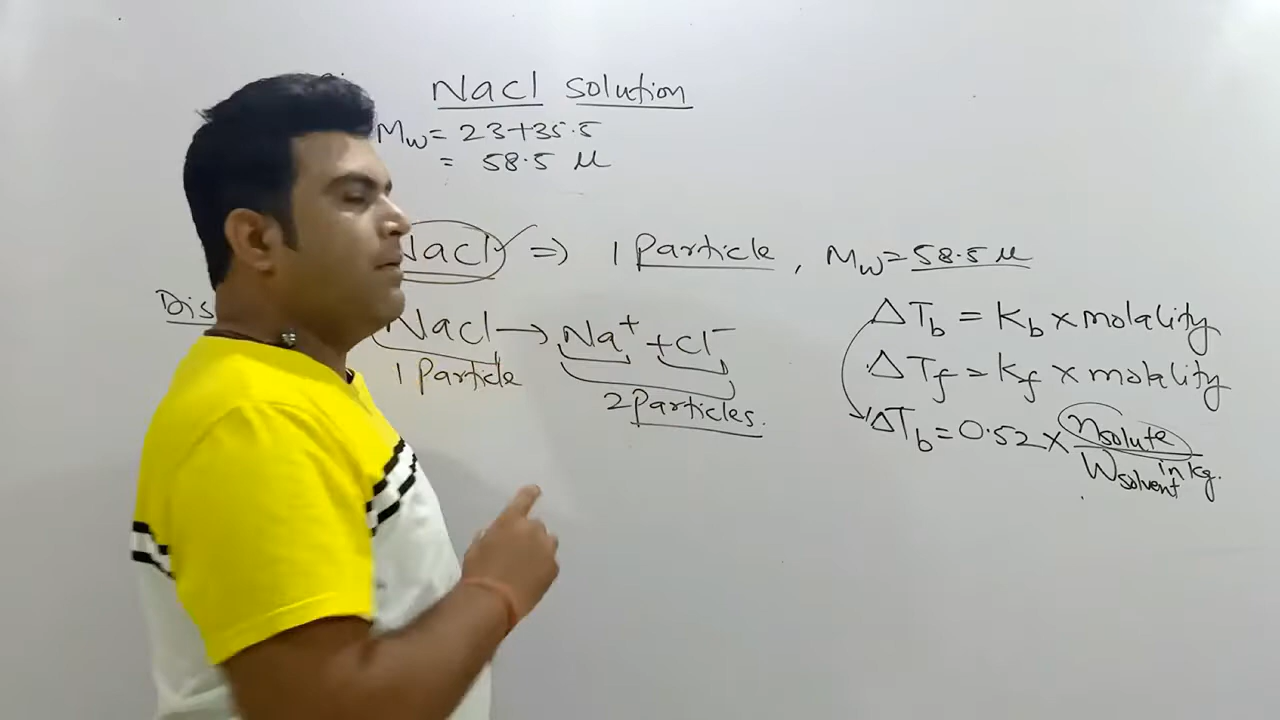 Nacl solution
Mw = 23+35.5
= 58.5 u
Nacl ⇒ 1 Particle, Mw = 58.5 u
Dis
Nacl → Na⁺ + Cl⁻
1 Particle
2 Particles.
ΔTb = Kb x molality
ΔTf = Kf x molality
ΔTb = 0.52 x nsolute
Wsolvent in kg.